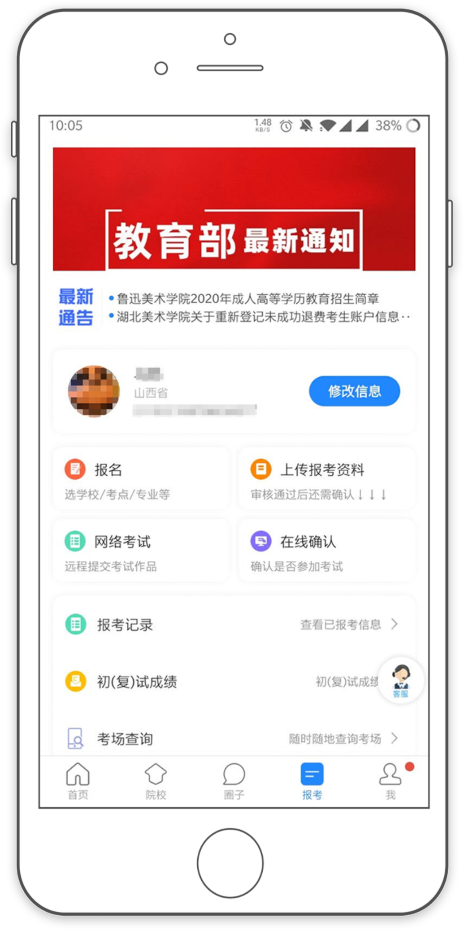 10:05
1.48 KB/S
38%
教育部最新通知
最新通告
鲁迅美术学院2020年成人高等学历教育招生简章
湖北美术学院关于重新登记未成功退费考生账户信息··
山西省
修改信息
报名
选学校/考点/专业等
上传报考资料
审核通过后还需确认↓↓↓
网络考试
远程提交考试作品
在线确认
确认是否参加考试
报考记录
查看已报考信息
初(复)试成绩
初(复)试成绩
客服
考场查询
随时随地查询考场
首页
院校
圈子
报考
我